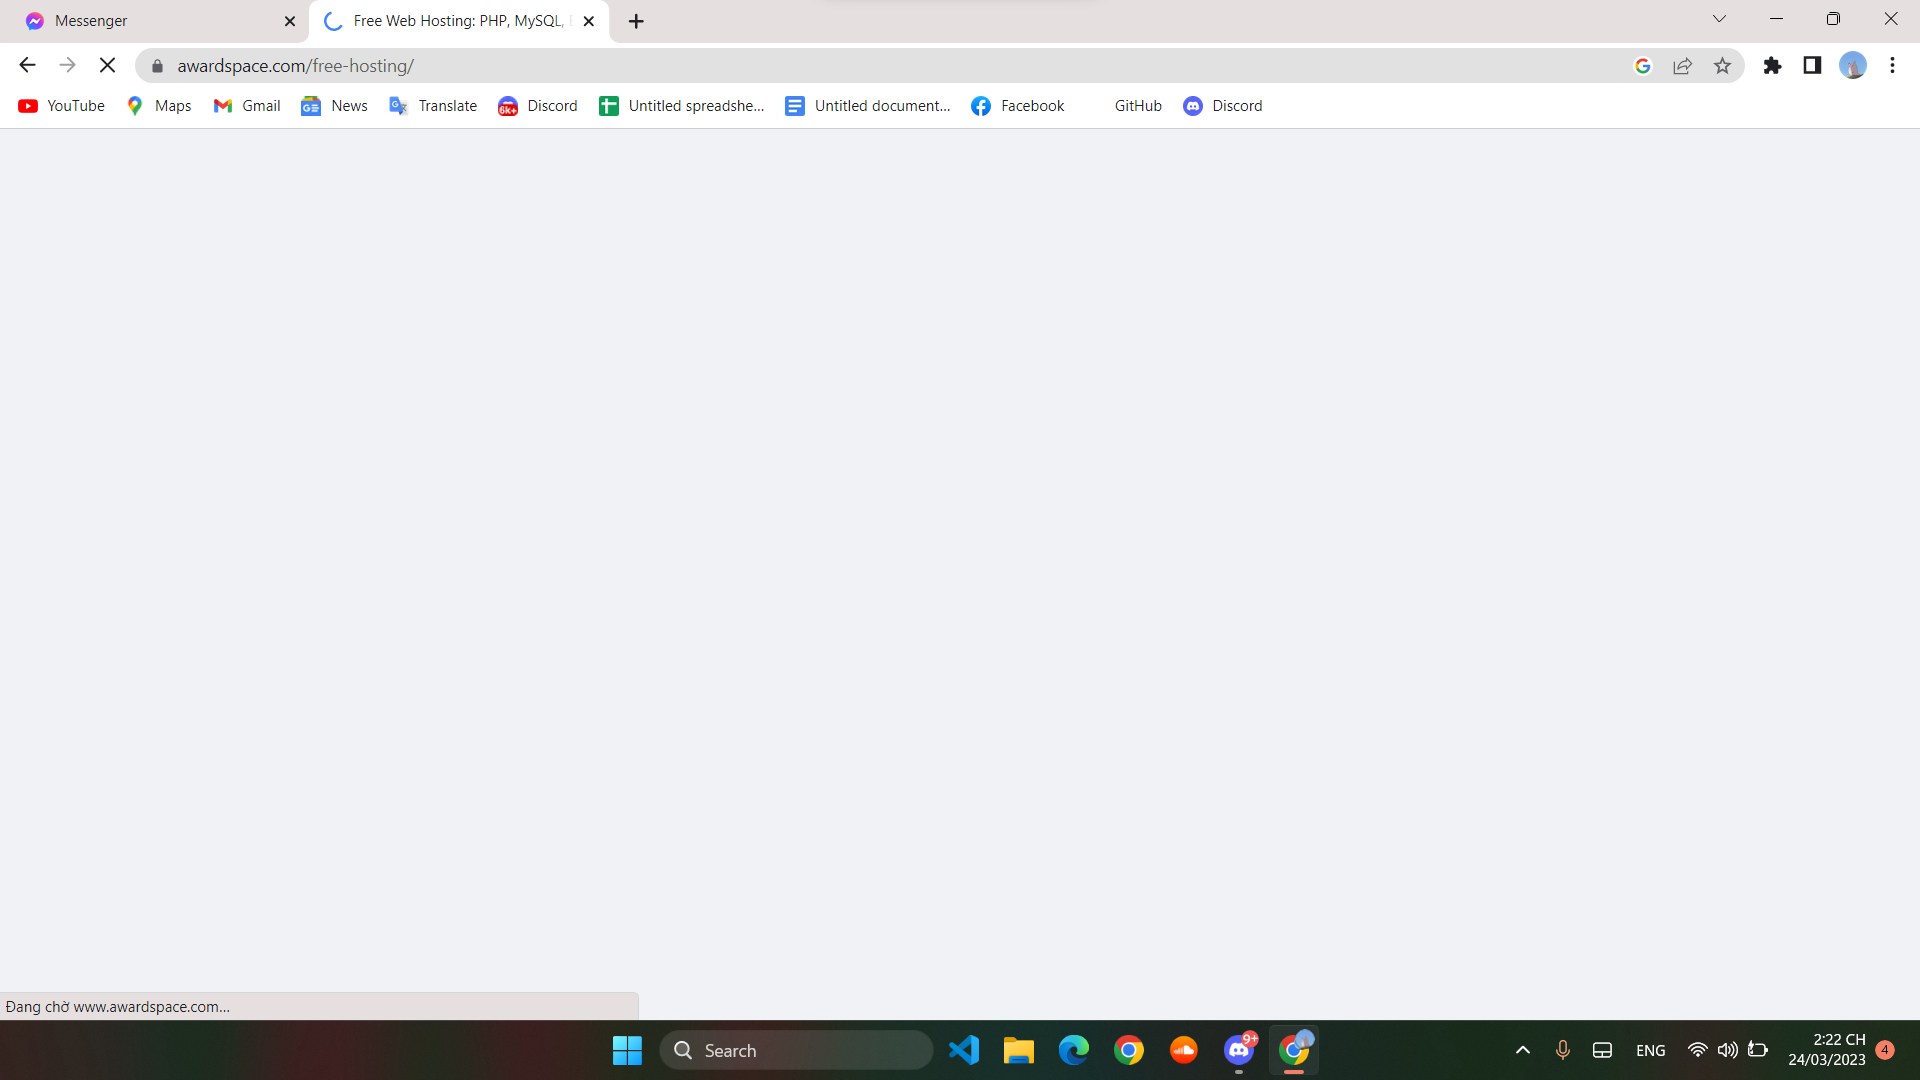 Messenger
Free Web Hosting: PHP, MySQL,
awardspace.com/free-hosting/
YouTube Maps Gmail News Translate Discord Untitled spreadshe... Untitled document... Facebook GitHub Discord
Đang chờ www.awardspace.com...
Search
9+
ENG
2:22 CH
24/03/2023
4